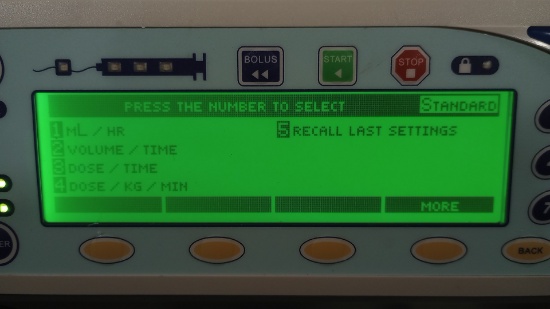 BOLUS
START
STOP
PRESS THE NUMBER TO SELECT
STANDARD
1 mL / HR
5 RECALL LAST SETTINGS
2 VOLUME / TIME
3 DOSE / TIME
4 DOSE / KG / MIN
MORE
BACK